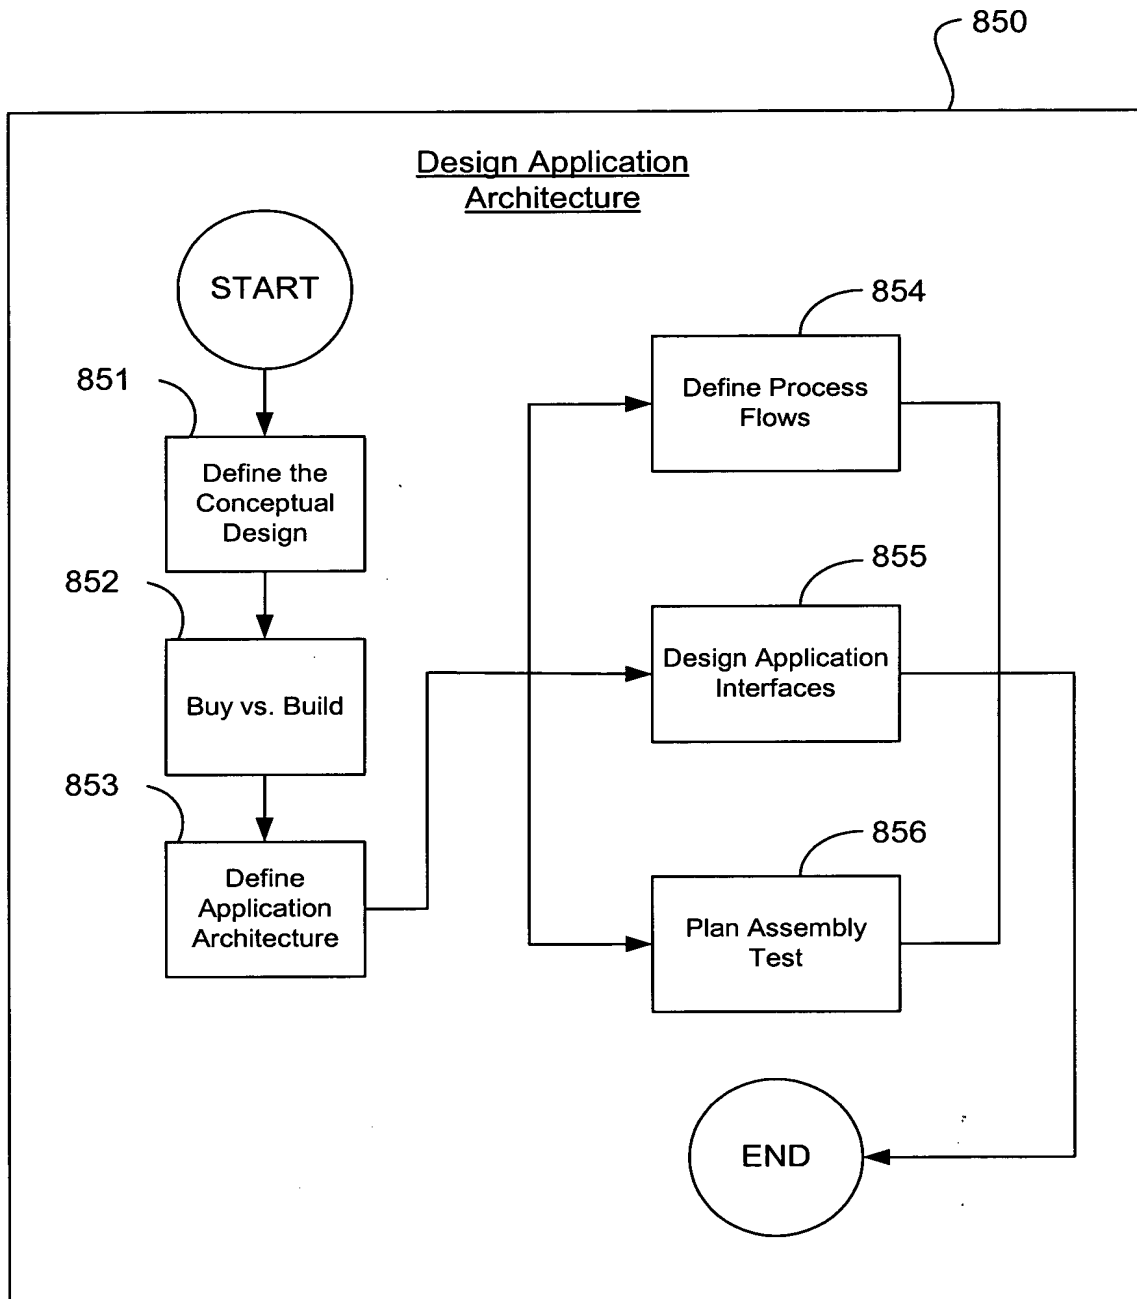 850
Design Application
Architecture
START
851
Define the
Conceptual
Design
852
Buy vs. Build
853
Define
Application
Architecture
854
Define Process
Flows
855
Design Application
Interfaces
856
Plan Assembly
Test
END